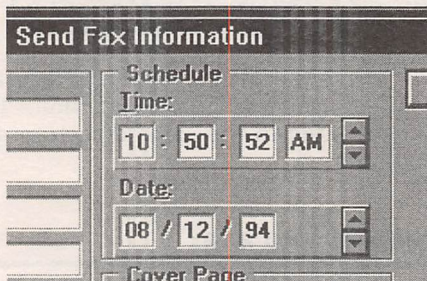 Send Fax Information
Schedule
Time:
10 : 50 : 52 AM
Date:
08 / 12 / 94
Cover Page